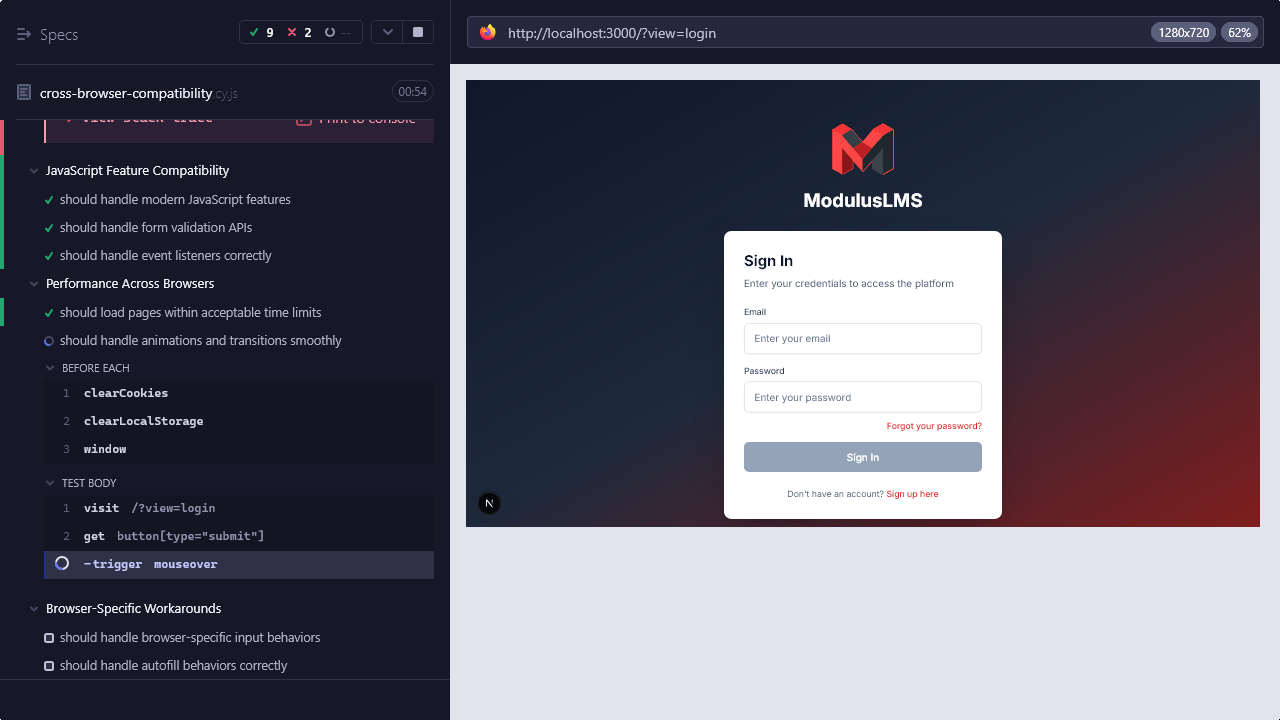 Specs
9
2
--
cross-browser-compatibility.cy.js
00:54
View stack trace
Print to console
JavaScript Feature Compatibility
should handle modern JavaScript features
should handle form validation APIs
should handle event listeners correctly
Performance Across Browsers
should load pages within acceptable time limits
should handle animations and transitions smoothly
BEFORE EACH
1 clearCookies
2 clearLocalStorage
3 window
TEST BODY
1 visit /?view=login
2 get button[type="submit"]
-trigger mouseover
Browser-Specific Workarounds
should handle browser-specific input behaviors
should handle autofill behaviors correctly
http://localhost:3000/?view=login
1280x720
62%
ModulusLMS
Sign In
Enter your credentials to access the platform
Email
Enter your email
Password
Enter your password
Forgot your password?
Sign In
Don't have an account? Sign up here
N